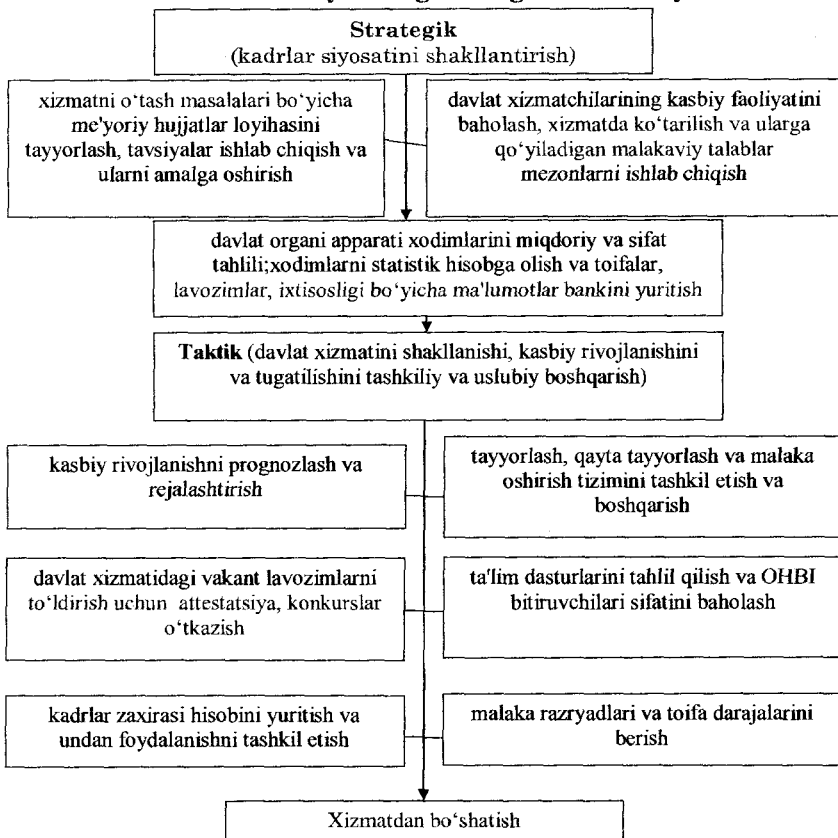 Strategik
(kadrlar siyosatini shakllantirish)
xizmatni o‘tash masalalari bo‘yicha
me'yoriy hujjatlar loyihasini
tayyorlash, tavsiyalar ishlab chiqish va
ularni amalga oshirish
davlat xizmatchilarining kasbiy faoliyatini
baholash, xizmatda ko‘tarilish va ularga
qo‘yiladigan malakaviy talablar
mezonlarni ishlab chiqish
davlat organi apparati xodimlarini miqdoriy va sifat
tahlili;xodimlarni statistik hisobga olish va toifalar,
lavozimlar, ixtisosligi bo‘yicha ma'lumotlar bankini yuritish
Taktik (davlat xizmatini shakllanishi, kasbiy rivojlanishini
va tugatilishini tashkiliy va uslubiy boshqarish)
kasbiy rivojlanishni prognozlash va
rejalashtirish
tayyorlash, qayta tayyorlash va malaka
oshirish tizimini tashkil etish va
boshqarish
davlat xizmatidagi vakant lavozimlarni
to‘ldirish uchun attestatsiya, konkurslar
o‘tkazish
ta'lim dasturlarini tahlil qilish va OHBI
bitiruvchilari sifatini baholash
kadrlar zaxirasi hisobini yuritish va
undan foydalanishni tashkil etish
malaka razryadlari va toifa darajalarini
berish
Xizmatdan bo‘shatish